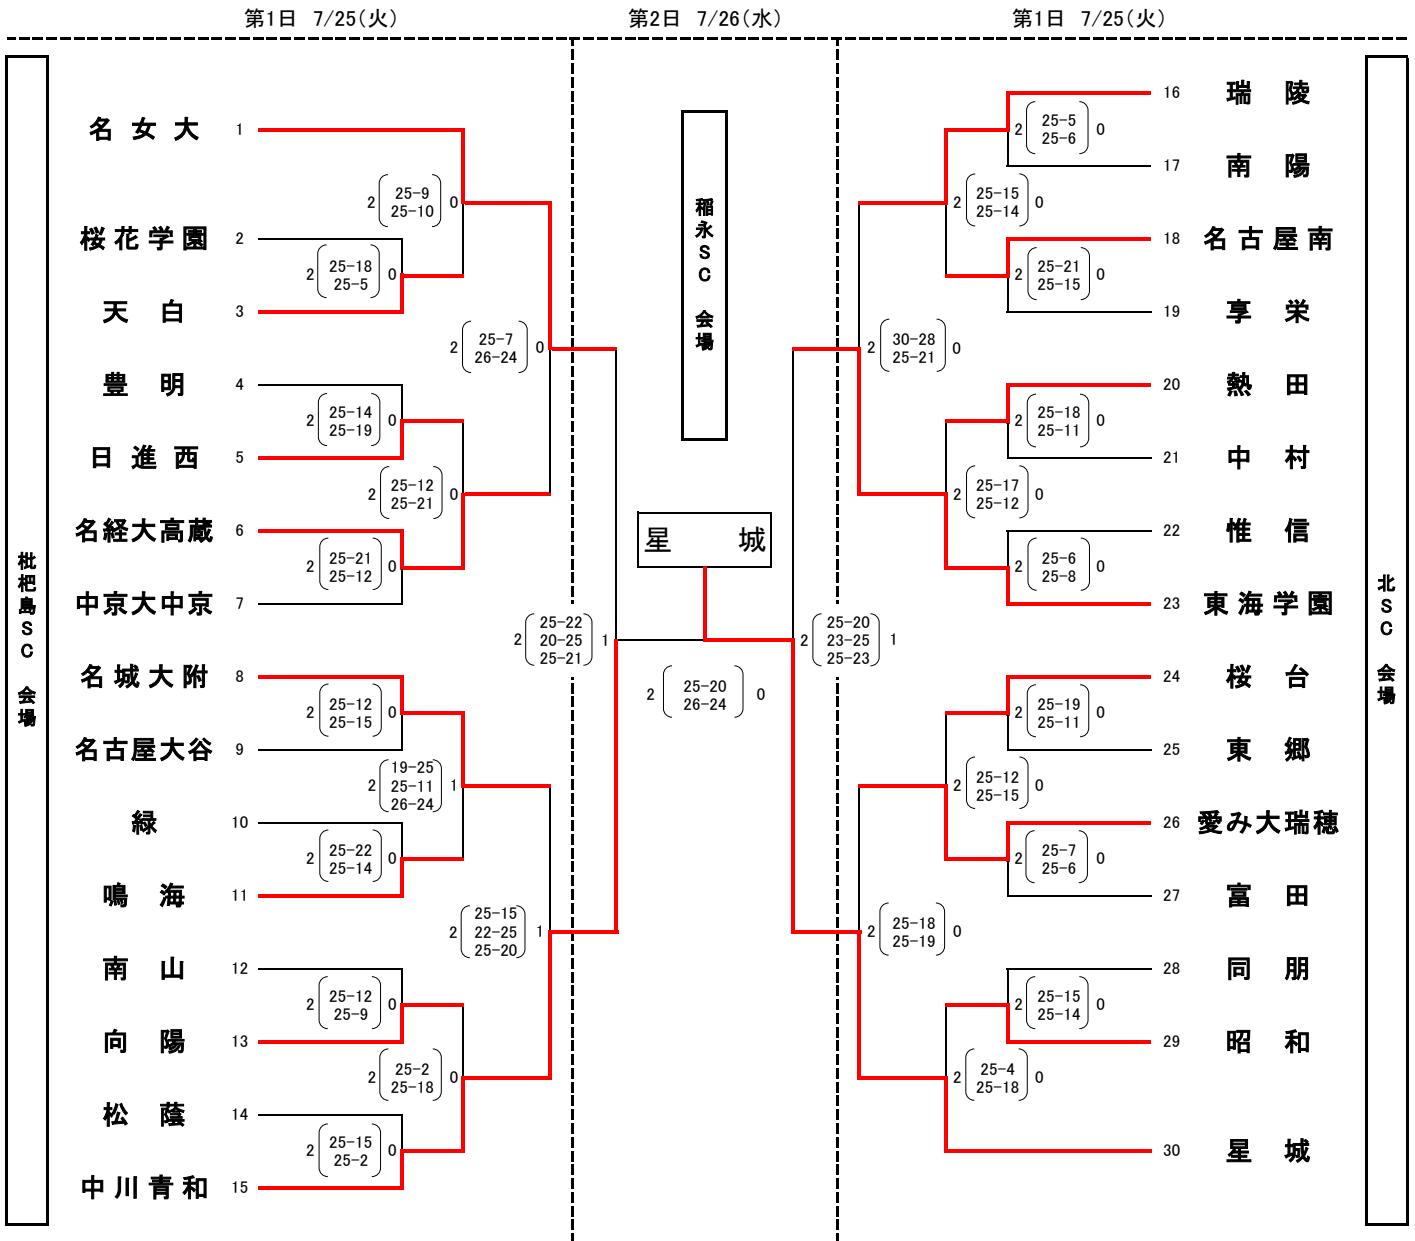 第1日 7/25(火)
第2日 7/26(水)
第1日 7/25(火)
枇杷島SC 会場
名女大 1
2 25-9 0
25-10
桜花学園 2
2 25-18 0
25-5
天白 3
2 25-7 0
26-24
豊明 4
2 25-14 0
25-19
日進西 5
2 25-12 0
25-21
名経大高蔵 6
2 25-21 0
25-12
中京大中京 7
名城大附 8
2 25-12 0
25-15
名古屋大谷 9
19-25
2 25-11 1
26-24
緑 10
2 25-22 0
25-14
鳴海 11
25-15
2 22-25 1
25-20
南山 12
2 25-12 0
25-9
向陽 13
2 25-2 0
25-18
松蔭 14
2 25-15 0
25-2
中川青和 15
稲永SC 会場
星城
25-22
2 20-25 1
25-21
25-20
2 23-25 1
25-23
2 25-20 0
26-24
16 瑞陵
2 25-5 0
25-6
17 南陽
2 25-15 0
25-14
18 名古屋南
2 25-21 0
25-15
19 享栄
2 30-28 0
25-21
20 熱田
2 25-18 0
25-11
21 中村
2 25-17 0
25-12
22 惟信
2 25-6 0
25-8
23 東海学園
24 桜台
2 25-19 0
25-11
25 東郷
2 25-12 0
25-15
26 愛み大瑞穂
2 25-7 0
25-6
27 富田
2 25-18 0
25-19
28 同朋
2 25-15 0
25-14
29 昭和
2 25-4 0
25-18
30 星城
北SC 会場